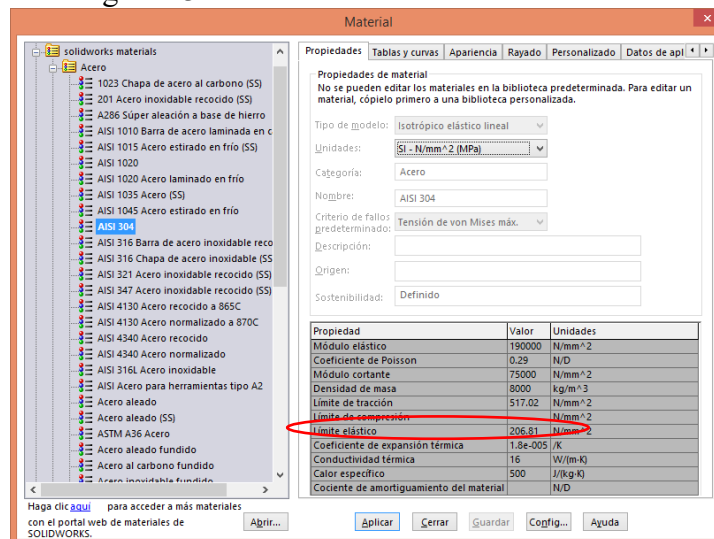 Material
solidworks materials
Acero
1023 Chapa de acero al carbono (SS)
201 Acero inoxidable recocido (SS)
A286 Súper aleación a base de hierro
AISI 1010 Barra de acero laminada en c
AISI 1015 Acero estirado en frío (SS)
AISI 1020
AISI 1020 Acero laminado en frío
AISI 1035 Acero (SS)
AISI 1045 Acero estirado en frío
AISI 304
AISI 316 Barra de acero inoxidable reco
AISI 316 Chapa de acero inoxidable (SS
AISI 321 Acero inoxidable recocido (SS)
AISI 347 Acero inoxidable recocido (SS)
AISI 4130 Acero recocido a 865C
AISI 4130 Acero normalizado a 870C
AISI 4340 Acero recocido
AISI 4340 Acero normalizado
AISI 316L Acero inoxidable
AISI Acero para herramientas tipo A2
Acero aleado
Acero aleado (SS)
ASTM A36 Acero
Acero aleado fundido
Acero al carbono fundido
Acero inoxidable fundido
Haga clic aquí para acceder a más materiales
con el portal web de materiales de
SOLIDWORKS.
Abrir...
Propiedades Tablas y curvas Apariencia Rayado Personalizado Datos de apl
Propiedades de material
No se pueden editar los materiales en la biblioteca predeterminada. Para editar un
material, cópielo primero a una biblioteca personalizada.
Tipo de modelo: Isotrópico elástico lineal
Unidades: SI - N/mm^2 (MPa)
Categoría: Acero
Nombre: AISI 304
Criterio de fallos
predeterminado: Tensión de von Mises máx.
Descripción:
Origen:
Sostenibilidad: Definido
Propiedad Valor Unidades
Módulo elástico 190000 N/mm^2
Coeficiente de Poisson 0.29 N/D
Módulo cortante 75000 N/mm^2
Densidad de masa 8000 kg/m^3
Límite de tracción 517.02 N/mm^2
Límite de compresión N/mm^2
Límite elástico 206.81 N/mm^2
Coeficiente de expansión térmica 1.8e-005 /K
Conductividad térmica 16 W/(m·K)
Calor específico 500 J/(kg·K)
Cociente de amortiguamiento del material N/D
Aplicar Cerrar Guardar Config... Ayuda